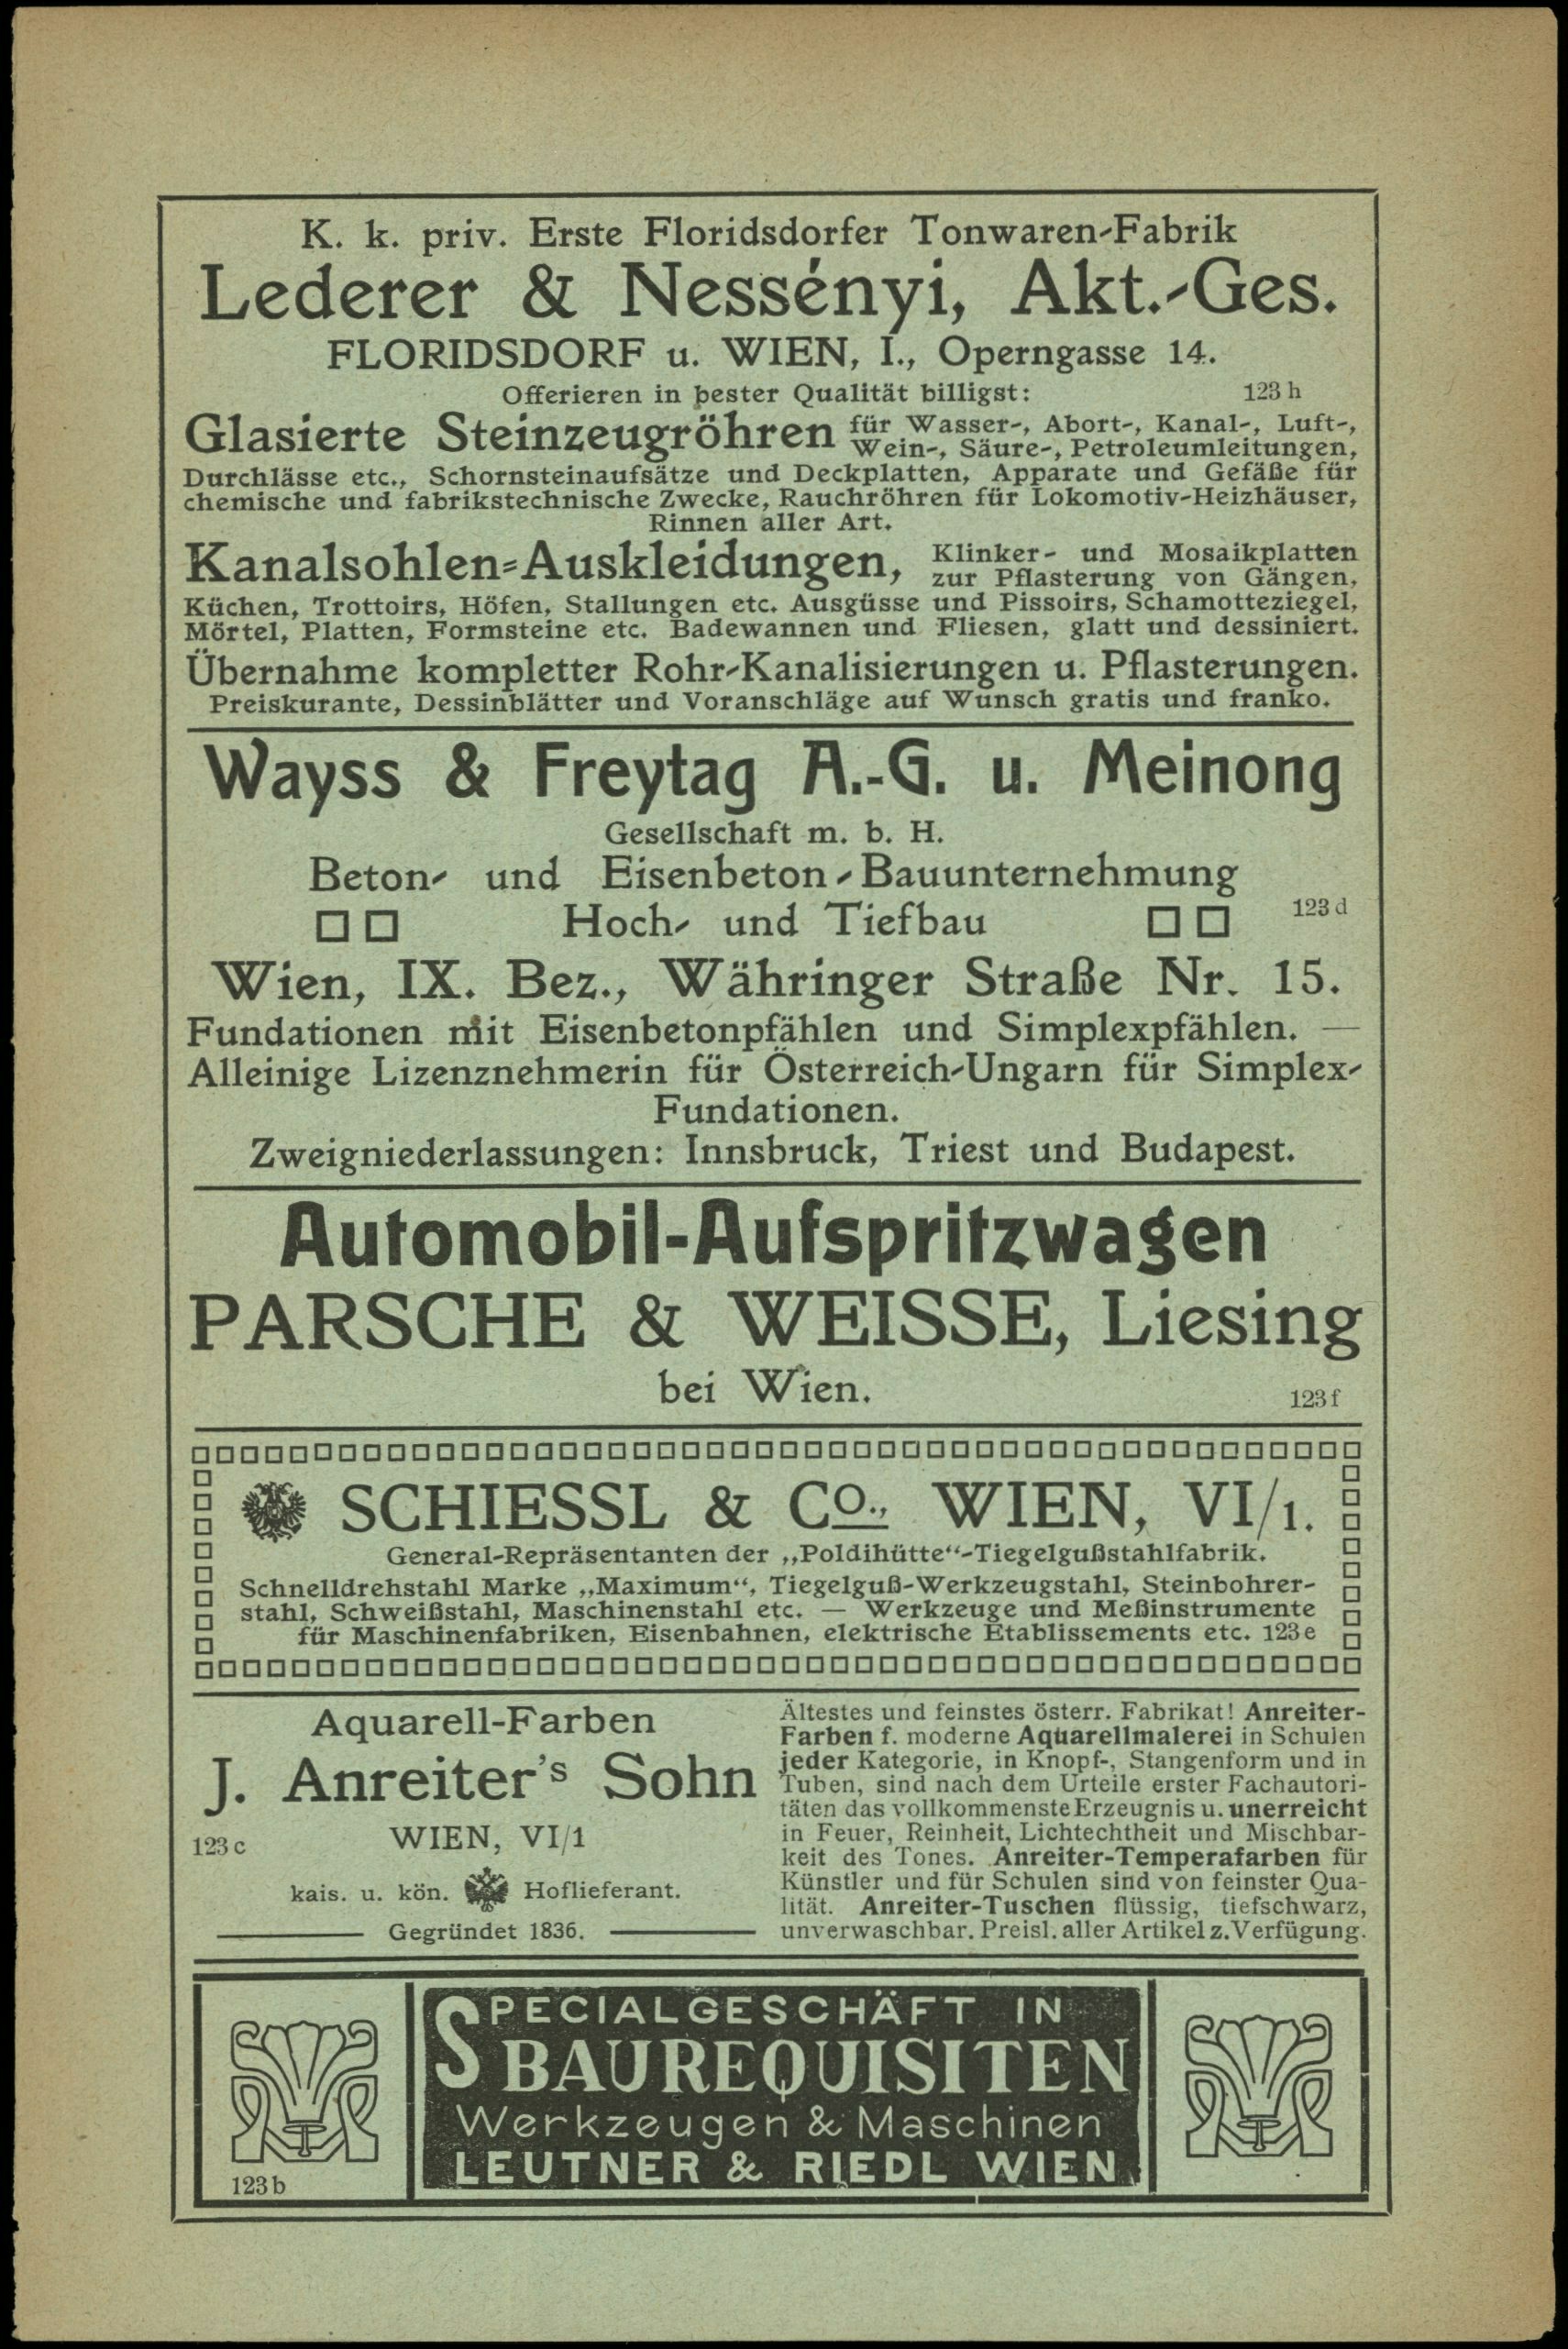 K. k. priv. Erste Floridsdorfer Tonwaren-Fabrik
Lederer & Nessényi, Akt.-Ges.
FLORIDSDORF u. WIEN, I., Operngasse 14.
Offerieren in bester Qualität billigst: 123 h
Glasierte Steinzeugröhren für Wasser-, Abort-, Kanal-, Luft-,
Wein-, Säure-, Petroleumleitungen,
Durchlässe etc., Schornsteinaufsätze und Deckplatten, Apparate und Gefäße für
chemische und fabrikstechnische Zwecke, Rauchröhren für Lokomotiv-Heizhäuser,
Rinnen aller Art.
Kanalsohlen-Auskleidungen, Klinker- und Mosaikplatten
zur Pflasterung von Gängen,
Küchen, Trottoirs, Höfen, Stallungen etc. Ausgüsse und Pissoirs, Schamotteziegel,
Mörtel, Platten, Formsteine etc. Badewannen und Fliesen, glatt und dessiniert.
Übernahme kompletter Rohr-Kanalisierungen u. Pflasterungen.
Preiskurante, Dessinblätter und Voranschläge auf Wunsch gratis und franko.
Wayss & Freytag A.-G. u. Meinong
Gesellschaft m. b. H.
Beton- und Eisenbeton-Bauunternehmung
Hoch- und Tiefbau 123 d
Wien, IX. Bez., Währinger Straße Nr. 15.
Fundationen mit Eisenbetonpfählen und Simplexpfählen. —
Alleinige Lizenznehmerin für Österreich-Ungarn für Simplex-
Fundationen.
Zweigniederlassungen: Innsbruck, Triest und Budapest.
Automobil-Aufspritzwagen
PARSCHE & WEISSE, Liesing
bei Wien. 123 f
SCHIESSL & Co., WIEN, VI/1.
General-Repräsentanten der „Poldihütte“-Tiegelgußstahlfabrik.
Schnelldrehstahl Marke „Maximum“, Tiegelguß-Werkzeugstahl, Steinbohrer-
stahl, Schweißstahl, Maschinenstahl etc. — Werkzeuge und Meßinstrumente
für Maschinenfabriken, Eisenbahnen, elektrische Etablissements etc. 123 e
Aquarell-Farben
J. Anreiter's Sohn
123 c WIEN, VI/1
kais. u. kön. Hoflieferant.
Gegründet 1836.
Ältestes und feinstes österr. Fabrikat! Anreiter-
Farben f. moderne Aquarellmalerei in Schulen
jeder Kategorie, in Knopf-, Stangenform und in
Tuben, sind nach dem Urteile erster Fachautori-
täten das vollkommenste Erzeugnis u. unerreicht
in Feuer, Reinheit, Lichtechtheit und Mischbar-
keit des Tones. Anreiter-Temperafarben für
Künstler und für Schulen sind von feinster Qua-
lität. Anreiter-Tuschen flüssig, tiefschwarz,
unverwaschbar. Preisl. aller Artikel z. Verfügung.
SPECIALGESCHÄFT IN
BAUREQUISITEN
Werkzeugen & Maschinen
LEUTNER & RIEDL WIEN
123 b